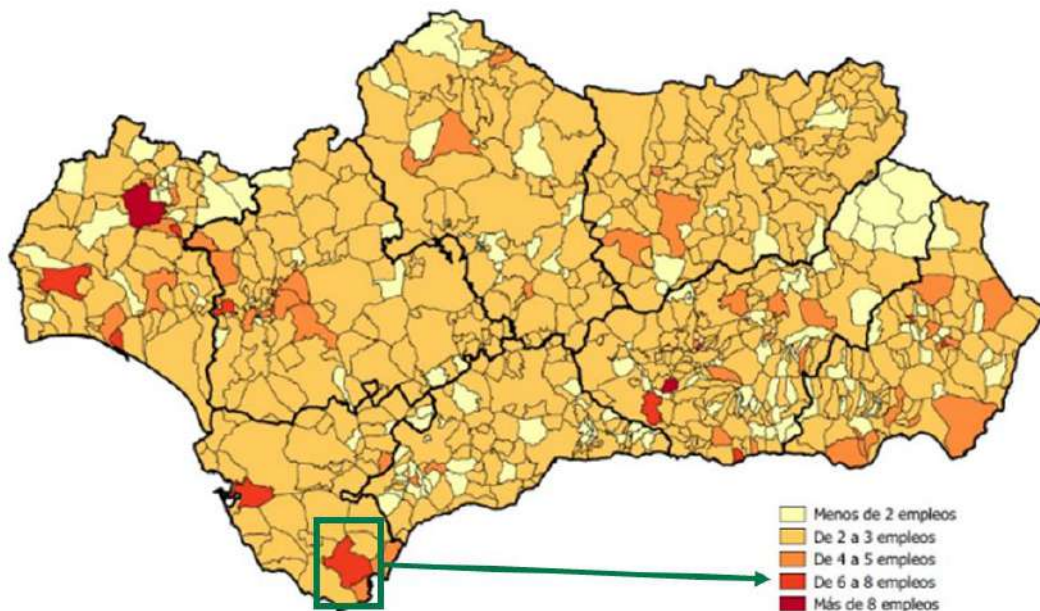 Menos de 2 empleos
De 2 a 3 empleos
De 4 a 5 empleos
De 6 a 8 empleos
Más de 8 empleos